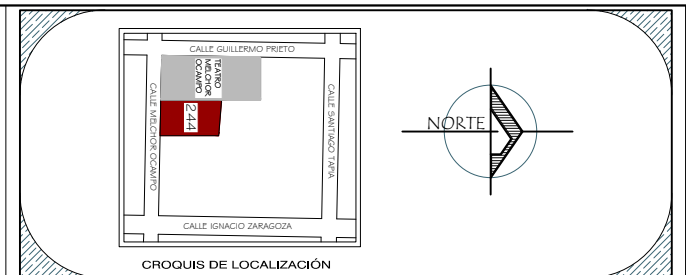 CALLE GUILLERMO PRIETO
TEATRO
MELCHOR
OCAMPO
244
CALLE MELCHOR OCAMPO
CALLE SANTIAGO TAPIA
CALLE IGNACIO ZARAGOZA
CROQUIS DE LOCALIZACIÓN
NORTE